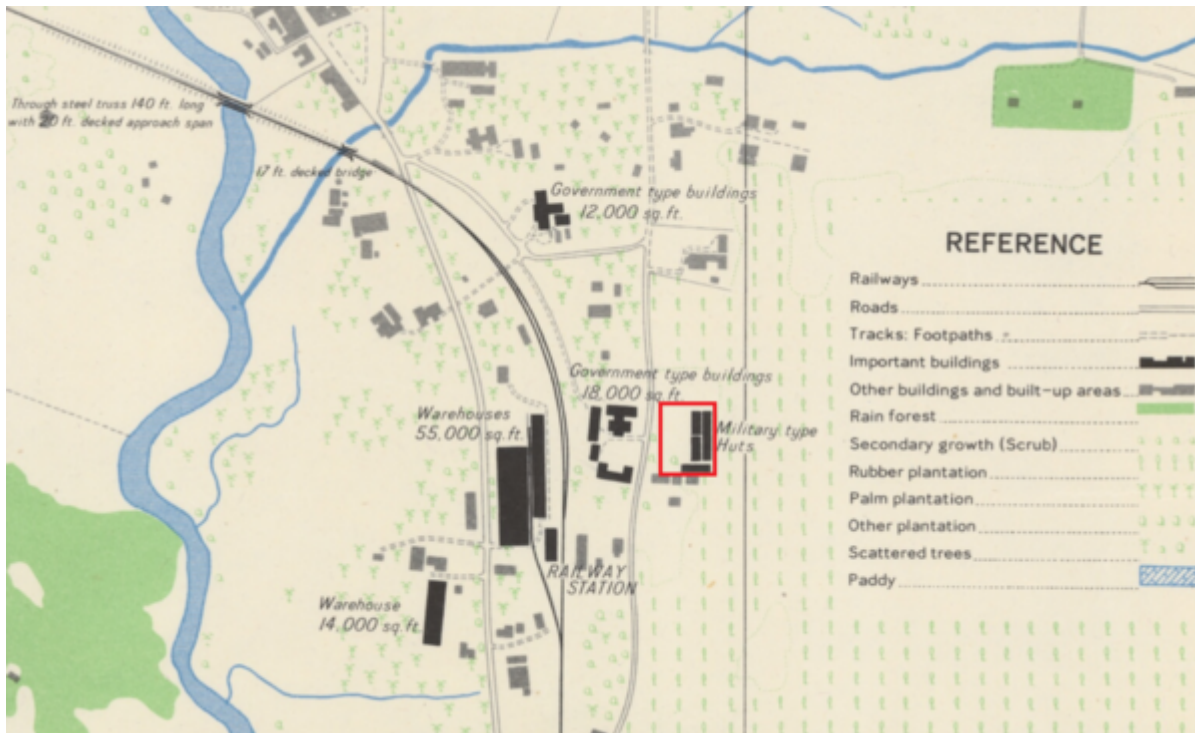 Through steel truss 140 ft. long
with 20 ft. decked approach span
17 ft. decked bridge
Government type buildings
12,000 sq. ft.
Government type buildings
18,000 sq. ft.
Warehouses
55,000 sq. ft.
Military type
Huts
RAILWAY
STATION
Warehouse
14,000 sq. ft.
REFERENCE
Railways
Roads
Tracks: Footpaths
Important buildings
Other buildings and built-up areas
Rain forest
Secondary growth (Scrub)
Rubber plantation
Palm plantation
Other plantation
Scattered trees
Paddy